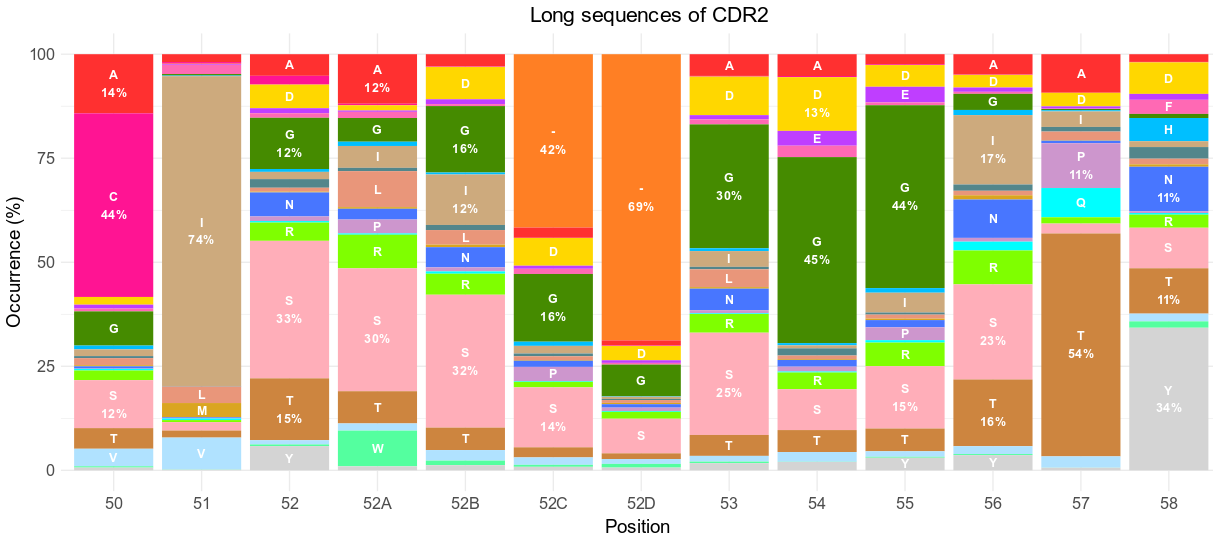 Long sequences of CDR2
Occurrence (%)
100
75
50
25
0
A
14%
C
44%
G
S
12%
T
V
I
74%
L
M
V
A
D
G
12%
N
R
S
33%
T
15%
Y
A
12%
G
I
L
P
R
S
30%
T
W
D
G
16%
I
12%
L
N
R
S
32%
T
-
42%
D
G
16%
P
S
14%
-
69%
D
G
S
A
D
G
30%
I
L
N
R
S
25%
T
A
D
13%
E
G
45%
R
S
T
D
E
G
44%
I
P
R
S
15%
T
Y
A
D
G
I
17%
N
R
S
23%
T
16%
Y
A
D
I
P
11%
Q
T
54%
D
F
H
N
11%
R
S
T
11%
Y
34%
50 51 52 52A 52B 52C 52D 53 54 55 56 57 58
Position